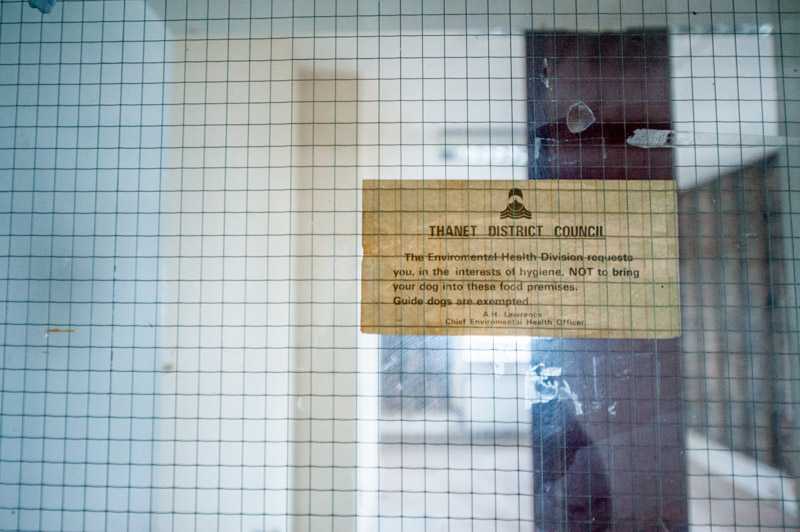 THANET DISTRICT COUNCIL
The Enviromental Health Division requests
you, in the interests of hygiene, NOT to bring
your dog into these food premises.
Guide dogs are exempted
A.H. Lawrence
Chief Enviromental Health Officer